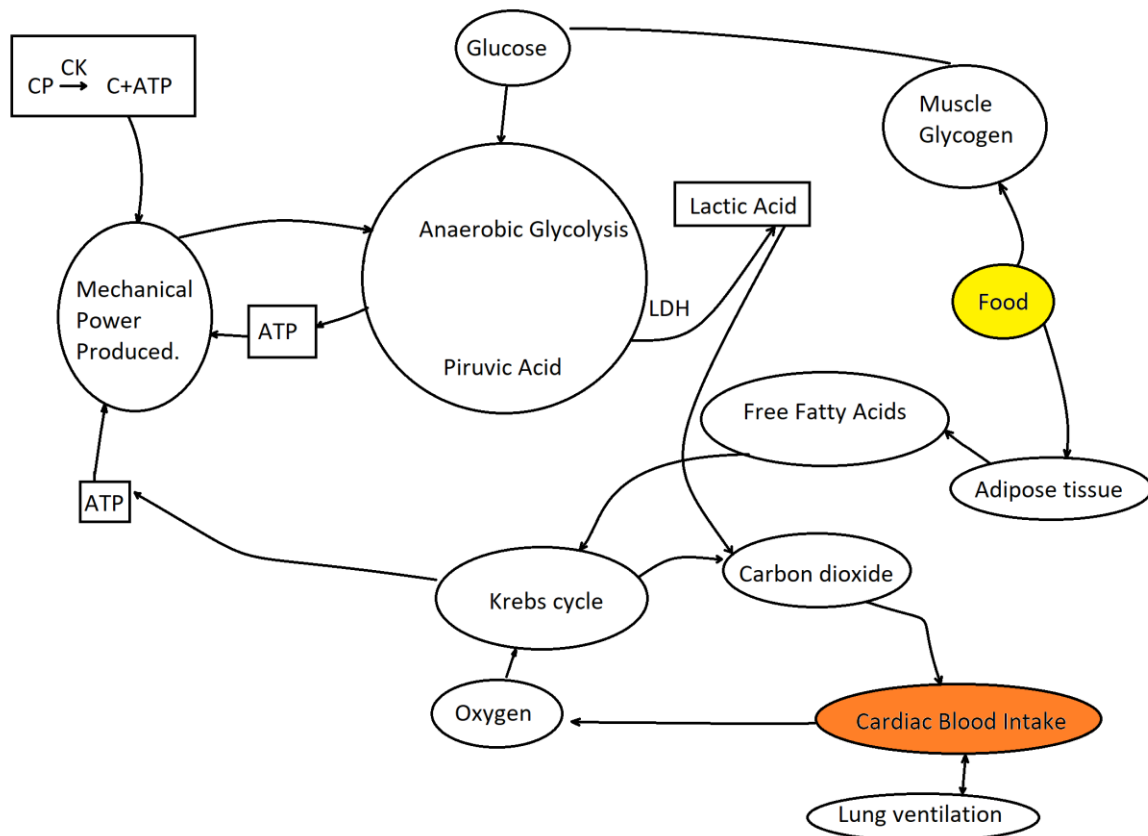 Glucose
CK
CP → C+ATP
Muscle
Glycogen
Lactic Acid
Anaerobic Glycolysis
Mechanical
Power
Produced.
ATP
LDH
Food
Piruvic Acid
Free Fatty Acids
Adipose tissue
ATP
Carbon dioxide
Krebs cycle
Oxygen
Cardiac Blood Intake
Lung ventilation